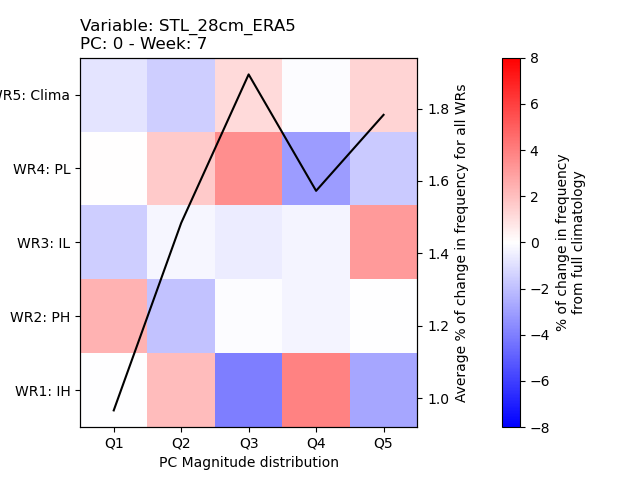 Variable: STL_28cm_ERA5
PC: 0 - Week: 7
WR5: Clima
WR4: PL
WR3: IL
WR2: PH
WR1: IH
Q1 Q2 Q3 Q4 Q5
PC Magnitude distribution
1.8
1.6
1.4
1.2
1.0
Average % of change in frequency for all WRs
8
6
4
2
0
−2
−4
−6
−8
% of change in frequency
from full climatology